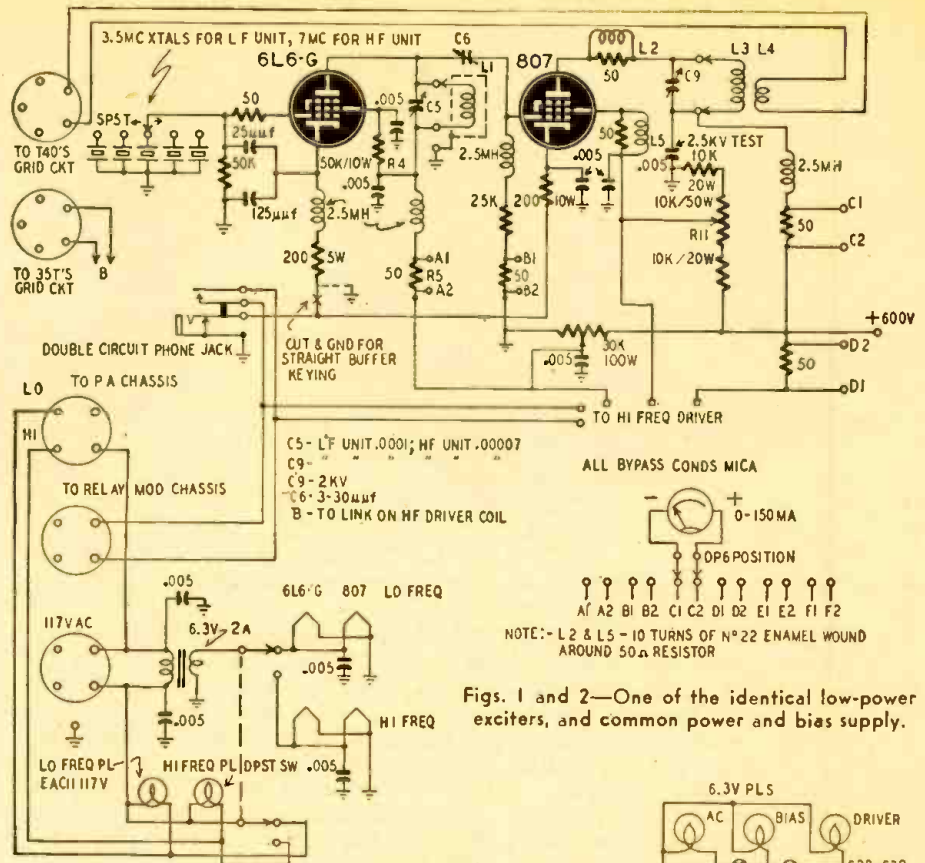 3.5MC XTALS FOR L F UNIT, 7MC FOR HF UNIT
6L6-G
C6
807
L2
50
L3 L4
C9
L1
C5
.005
50
SP5T
25µµf
50K
125µµf
50K/10W
R4
.005
2.5MH
2.5MH
50
L5
.005
2.5KV TEST
.005
10K
20W
2.5MH
TO T40'S
GRID CKT
25K
200
10W
10K/50W
R11
C1
50
C2
TO 35T'S
GRID CKT
B
200
5W
50
R5
A1
A2
B1
50
B2
10K/20W
+600V
DOUBLE CIRCUIT PHONE JACK
CUT & GND FOR
STRAIGHT BUFFER
KEYING
.005
30K
100W
50
D2
D1
TO PA CHASSIS
LO
HI
TO HI FREQ DRIVER
C5- LF UNIT .0001; HF UNIT .00007
C9- " " " " "
C9-2KV
C6-3-30µµf
B-TO LINK ON HF DRIVER COIL
ALL BYPASS CONDS MICA
- +
0-150MA
TO RELAY MOD CHASSIS
DP6POSITION
A1 A2 B1 B2 C1 C2 D1 D2 E1 E2 F1 F2
NOTE:- L2 & L5 - 10 TURNS OF Nº22 ENAMEL WOUND
AROUND 50Ω RESISTOR
.005
6L6-G 807 LO FREQ
117VAC
6.3V-2A
.005
.005
HI FREQ
.005
Figs. 1 and 2—One of the identical low-power
exciters, and common power and bias supply.
LO FREQ PL
EACH 117V
HI FREQ PL
DPST SW
6.3V PLS
AC
BIAS
DRIVER